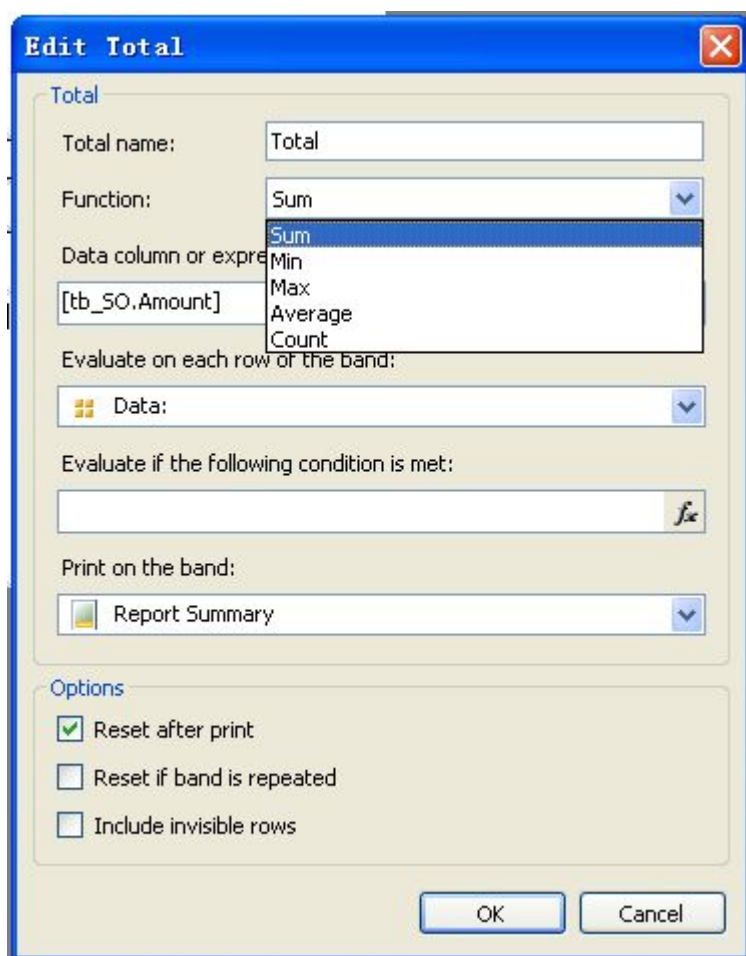 Edit Total
Total
Total name: Total
Function: Sum
Sum
Min
Max
Average
Count
Data column or expre
[tb_SO.Amount]
Evaluate on each row of the band:
Data:
Evaluate if the following condition is met:
fx
Print on the band:
Report Summary
Options
Reset after print
Reset if band is repeated
Include invisible rows
OK Cancel